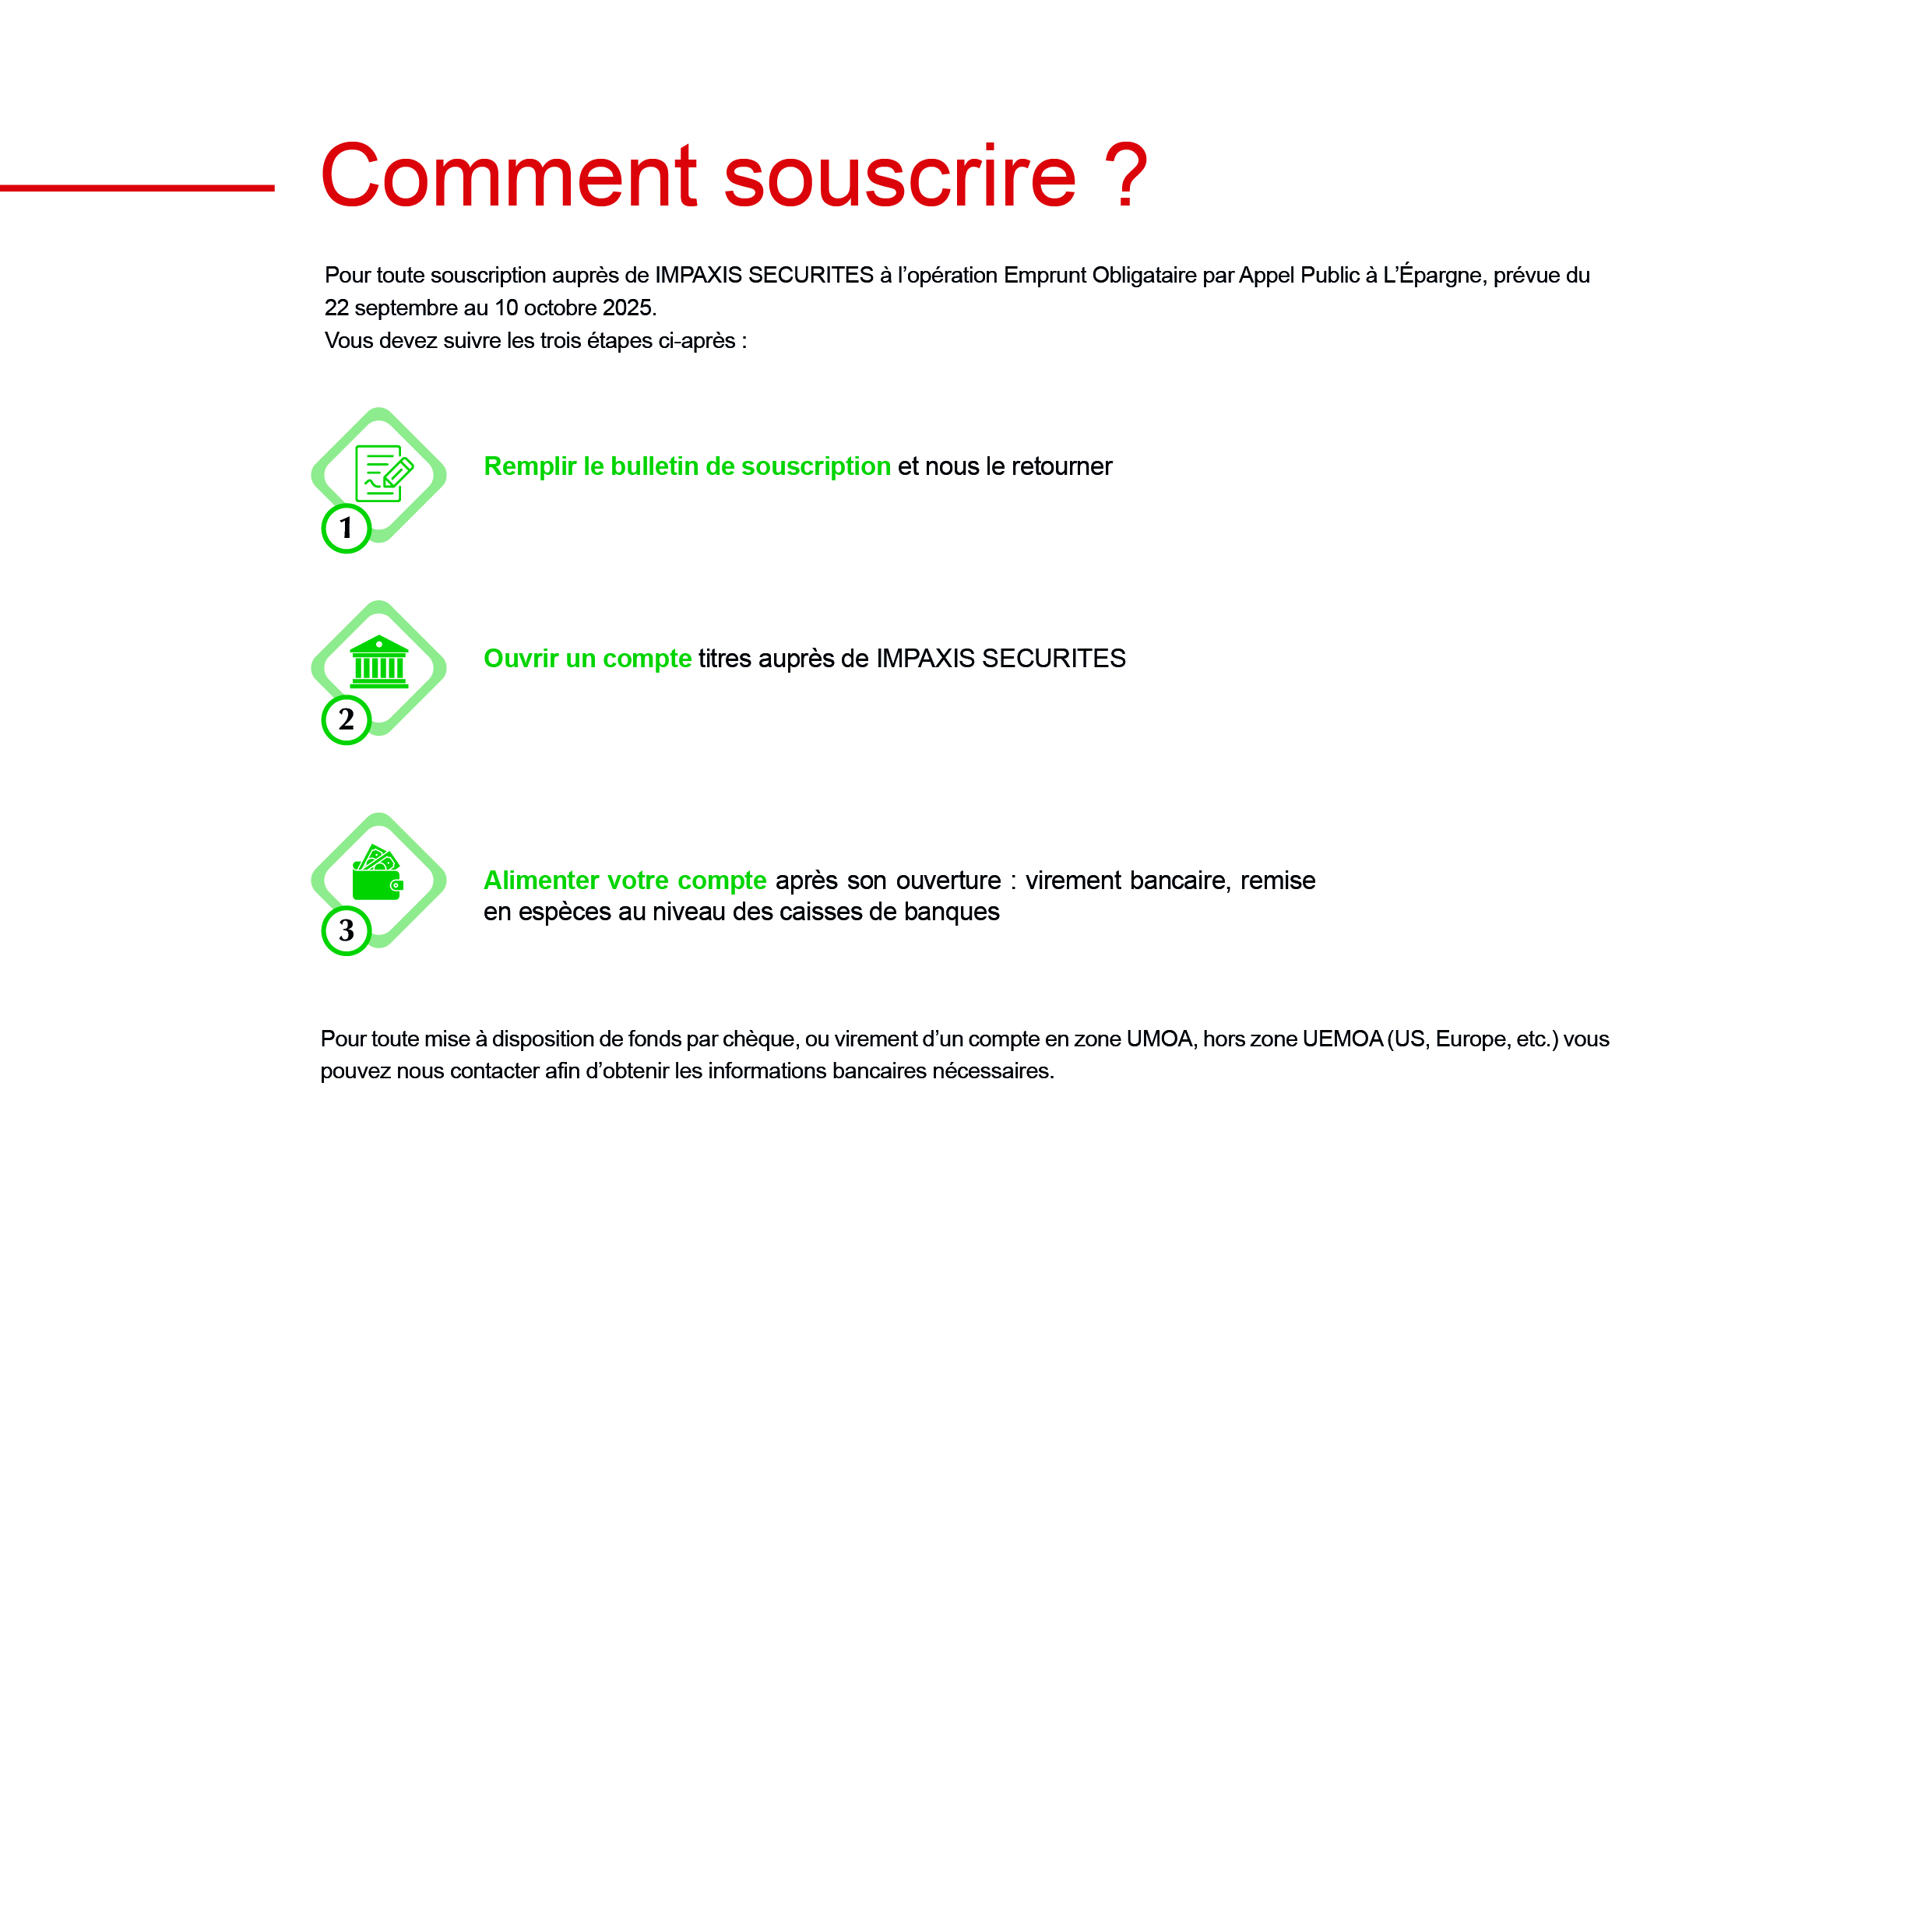 Comment souscrire ?
Pour toute souscription auprès de IMPAXIS SECURITES à l’opération Emprunt Obligataire par Appel Public à L’Épargne, prévue du
22 septembre au 10 octobre 2025.
Vous devez suivre les trois étapes ci-après :
Remplir le bulletin de souscription et nous le retourner
1
Ouvrir un compte titres auprès de IMPAXIS SECURITES
2
Alimenter votre compte après son ouverture : virement bancaire, remise
en espèces au niveau des caisses de banques
3
Pour toute mise à disposition de fonds par chèque, ou virement d’un compte en zone UMOA, hors zone UEMOA (US, Europe, etc.) vous
pouvez nous contacter afin d’obtenir les informations bancaires nécessaires.